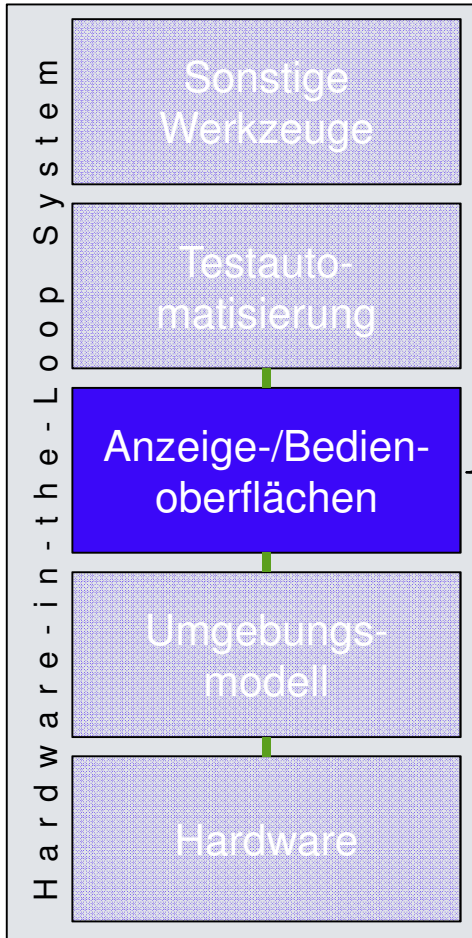 Hardware-in-the-Loop System
Sonstige
Werkzeuge
Testauto-
matisierung
Anzeige-/Bedien-
oberflächen
Umgebungs-
modell
Hardware